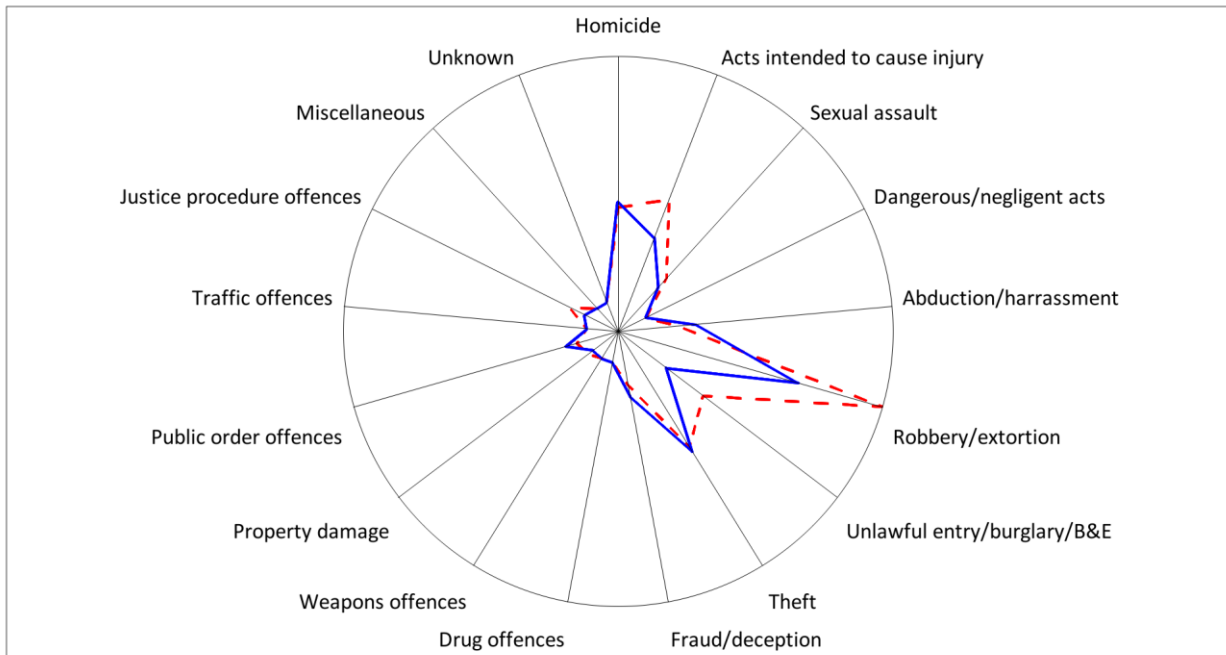 Homicide
Acts intended to cause injury
Sexual assault
Dangerous/negligent acts
Abduction/harrassment
Robbery/extortion
Unlawful entry/burglary/B&E
Theft
Fraud/deception
Drug offences
Weapons offences
Property damage
Public order offences
Traffic offences
Justice procedure offences
Miscellaneous
Unknown